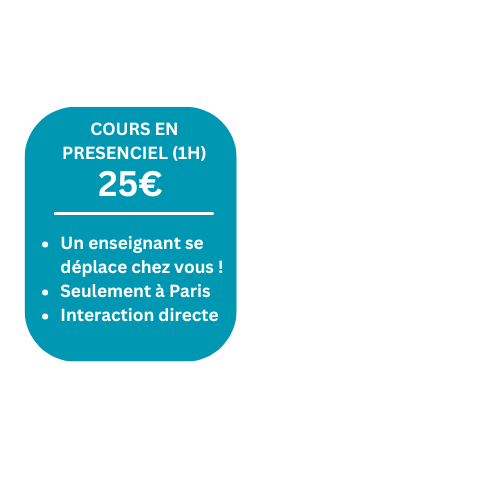 COURS EN
PRESENCIEL (1H)
25€
• Un enseignant se
déplace chez vous !
• Seulement à Paris
• Interaction directe